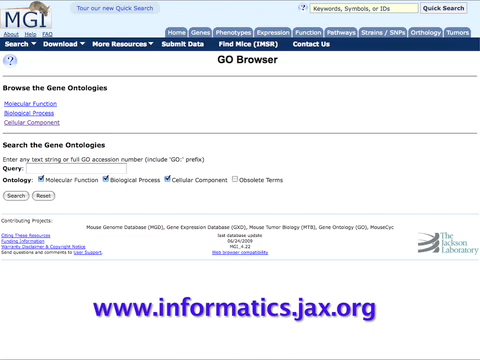 MGI
About Help FAQ
Tour our new Quick Search
?
Keywords, Symbols, or IDs
Quick Search
Home Genes Phenotypes Expression Function Pathways Strains / SNPs Orthology Tumors
Search Download More Resources Submit Data Find Mice (IMSR) Contact Us
?
GO Browser
Browse the Gene Ontologies
Molecular Function
Biological Process
Cellular Component
Search the Gene Ontologies
Enter any text string or full GO accession number (include 'GO:' prefix)
Query:
Ontology: Molecular Function Biological Process Cellular Component Obsolete Terms
Search Reset
Contributing Projects:
Mouse Genome Database (MGD), Gene Expression Database (GXD), Mouse Tumor Biology (MTB), Gene Ontology (GO), MouseCyc
Citing These Resources
Funding Information
Warranty Disclaimer & Copyright Notice
Send questions and comments to User Support.
last database update
06/24/2009
MGI_4.22
Web browser compatibility
The Jackson Laboratory
www.informatics.jax.org